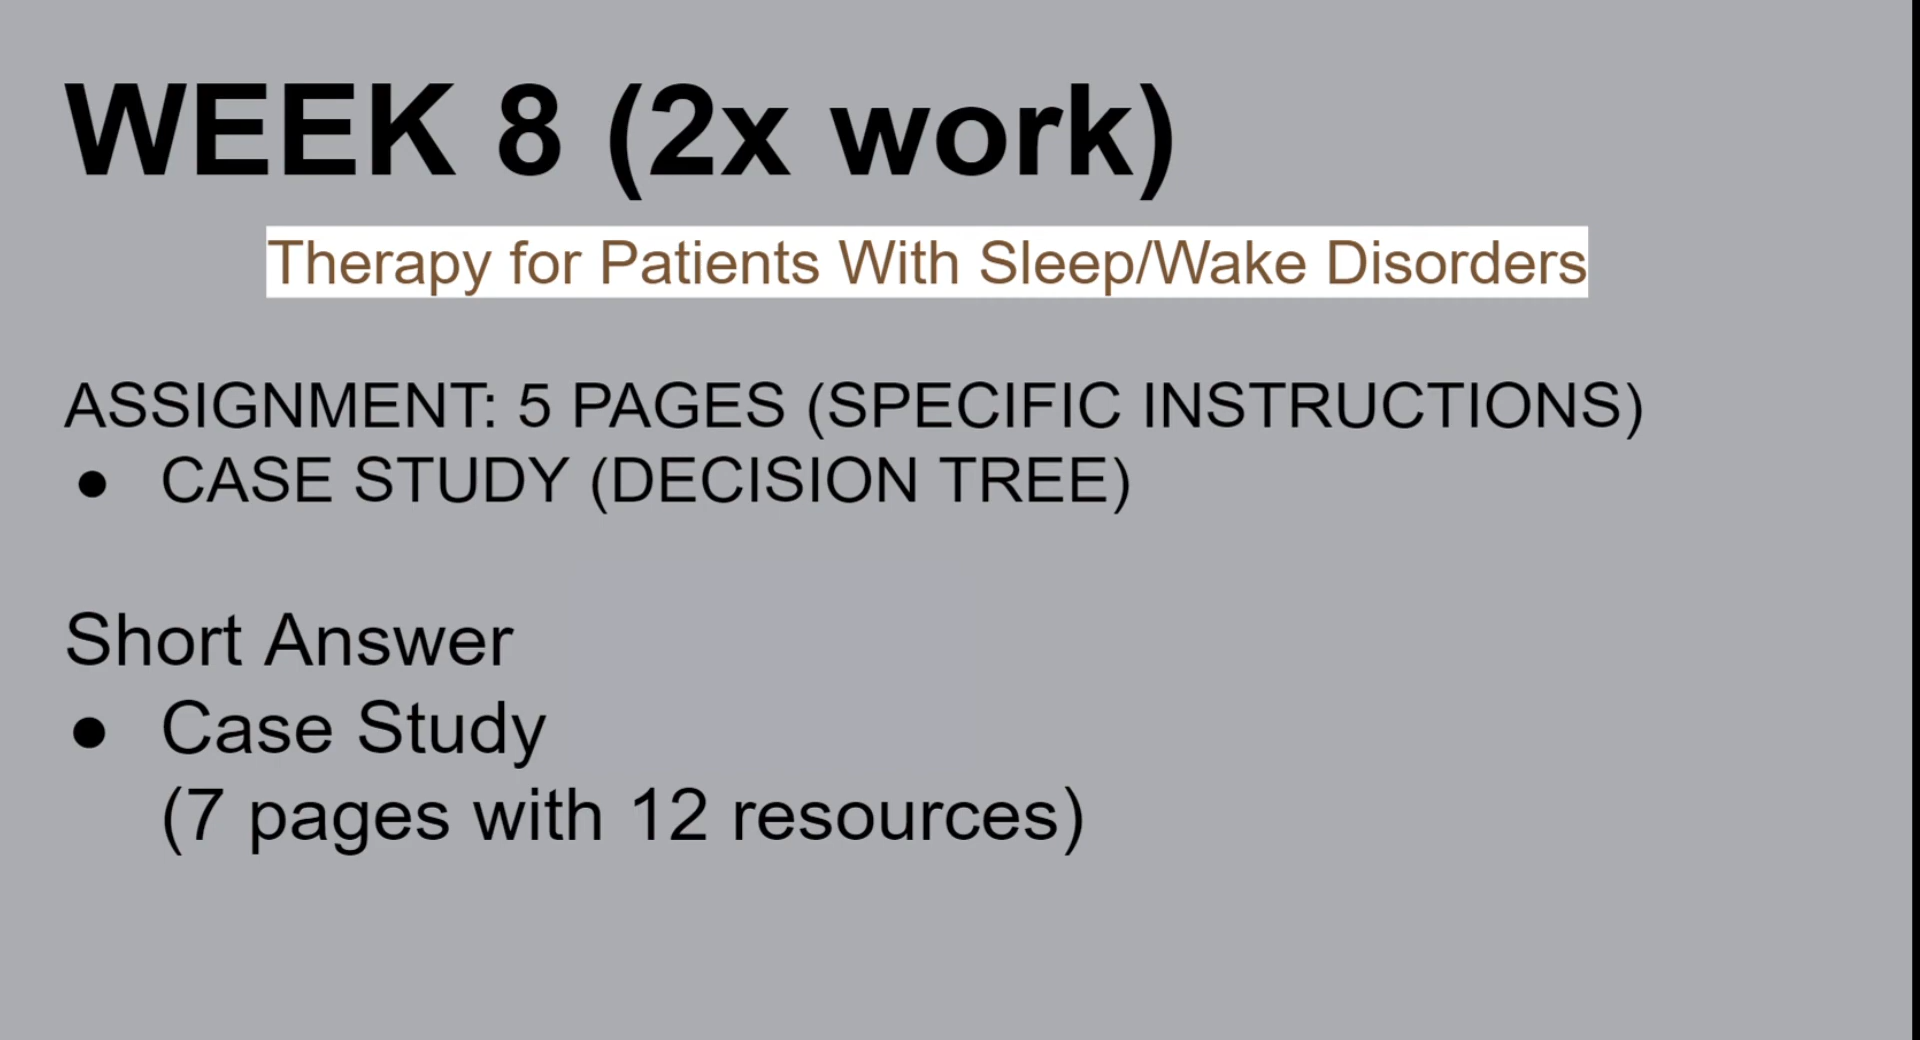 WEEK 8 (2x work)
Therapy for Patients With Sleep/Wake Disorders
ASSIGNMENT: 5 PAGES (SPECIFIC INSTRUCTIONS)
● CASE STUDY (DECISION TREE)
Short Answer
● Case Study
(7 pages with 12 resources)